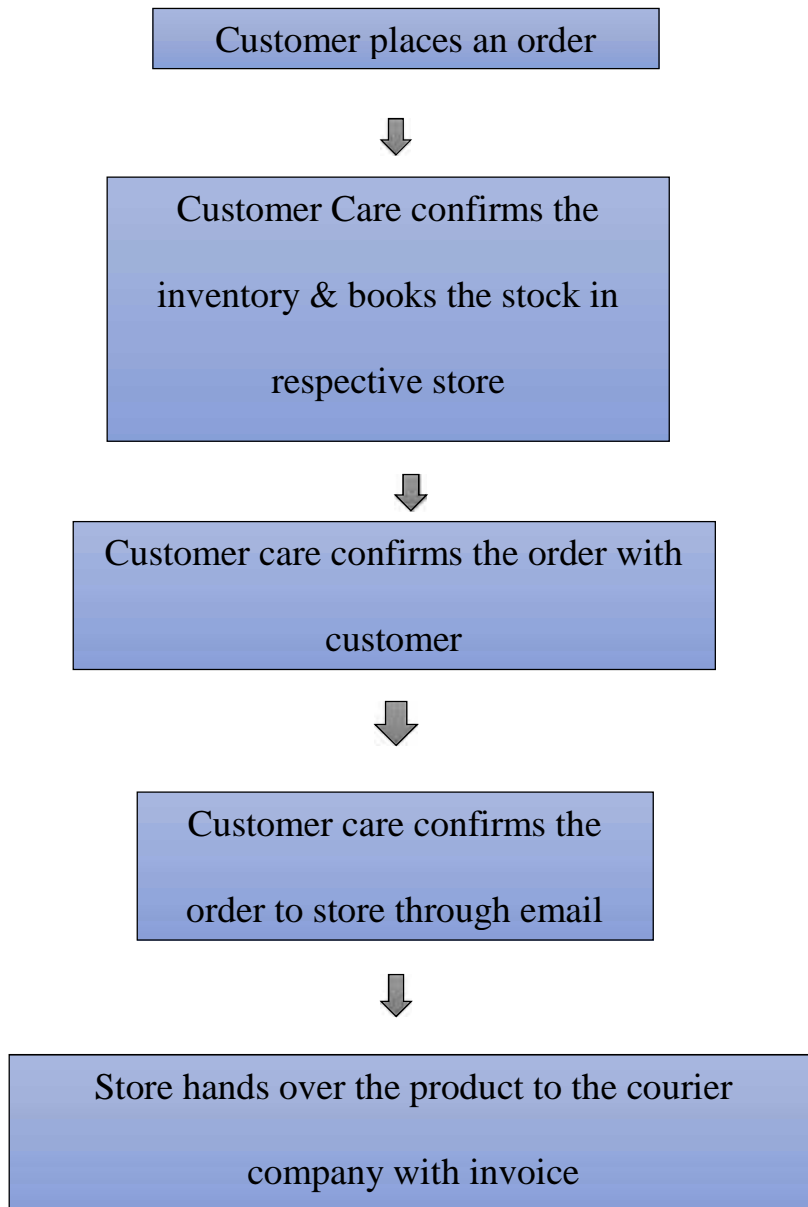 Customer places an order
Customer Care confirms the
inventory & books the stock in
respective store
Customer care confirms the order with
customer
Customer care confirms the
order to store through email
Store hands over the product to the courier
company with invoice